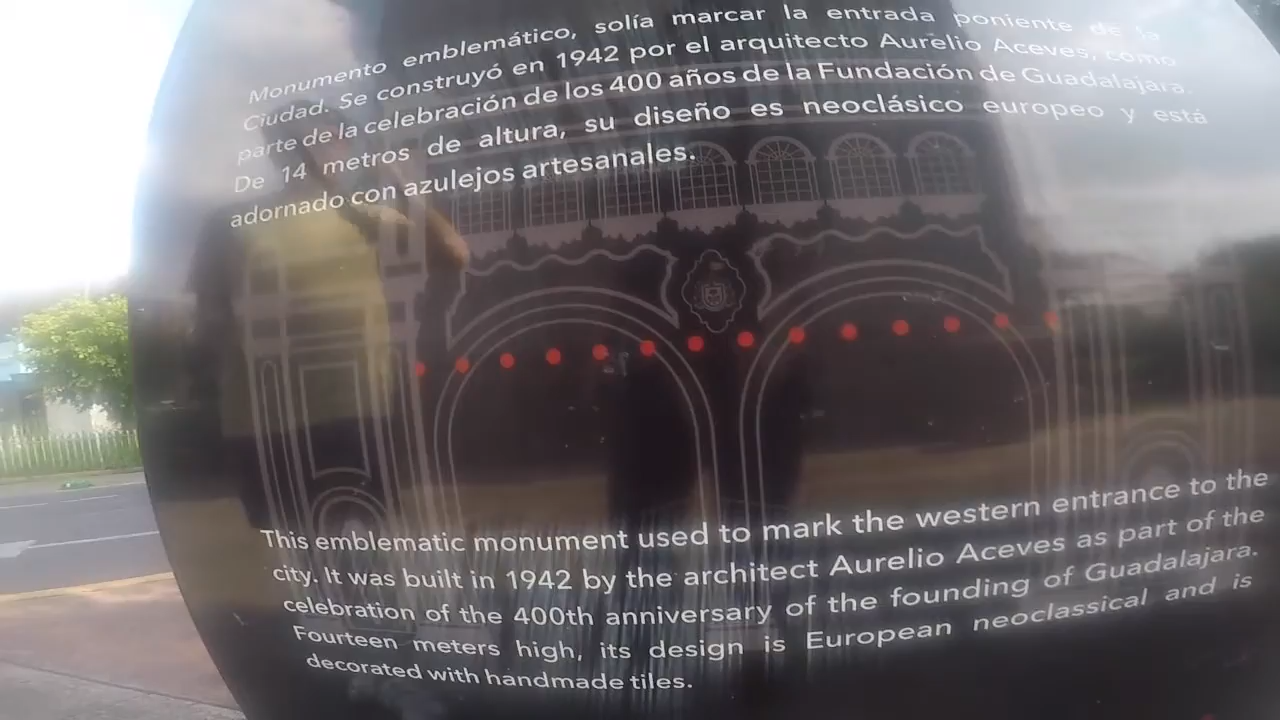 Monumento emblemático, solía marcar la entrada poniente de la
Ciudad. Se construyó en 1942 por el arquitecto Aurelio Aceves, como
parte de la celebración de los 400 años de la Fundación de Guadalajara.
De 14 metros de altura, su diseño es neoclásico europeo y está
adornado con azulejos artesanales.
This emblematic monument used to mark the western entrance to the
city. It was built in 1942 by the architect Aurelio Aceves as part of the
celebration of the 400th anniversary of the founding of Guadalajara.
Fourteen meters high, its design is European neoclassical and is
decorated with handmade tiles.